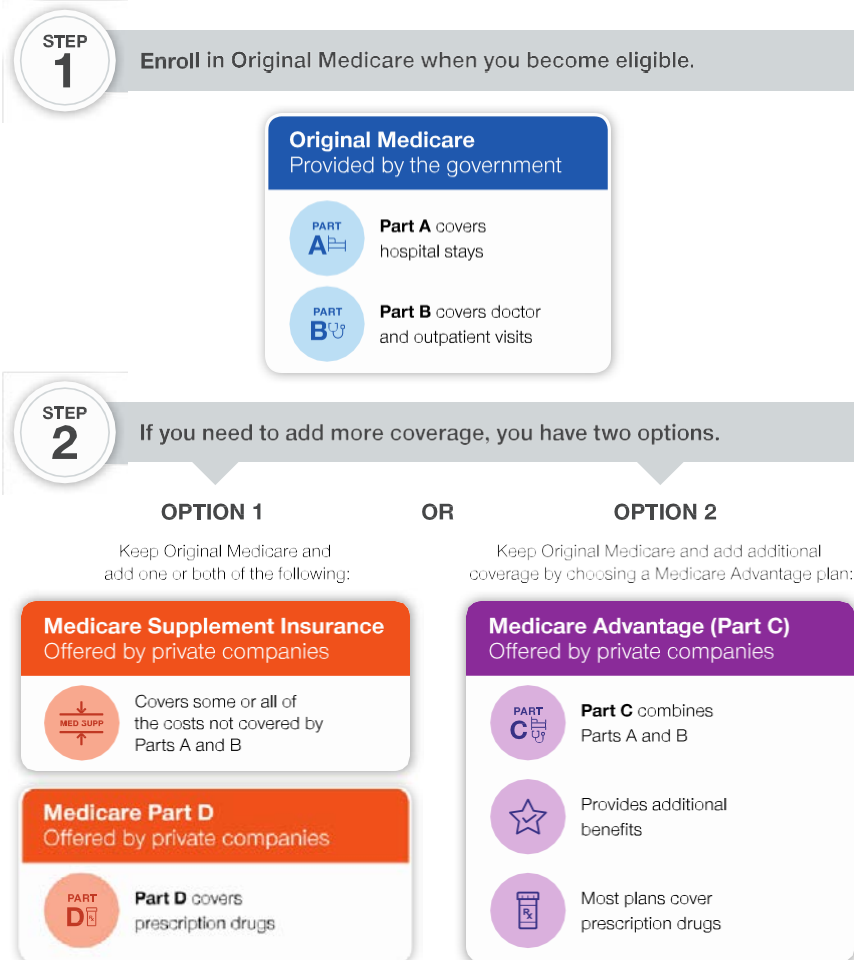 STEP
1
Enroll in Original Medicare when you become eligible.
Original Medicare
Provided by the government
PART
A
Part A covers
hospital stays
PART
B
Part B covers doctor
and outpatient visits
STEP
2
If you need to add more coverage, you have two options.
OPTION 1
OR
OPTION 2
Keep Original Medicare and
add one or both of the following:
Keep Original Medicare and add additional
coverage by choosing a Medicare Advantage plan:
Medicare Supplement Insurance
Offered by private companies
MED SUPP
Covers some or all of
the costs not covered by
Parts A and B
Medicare Part D
Offered by private companies
PART
D
Part D covers
prescription drugs
Medicare Advantage (Part C)
Offered by private companies
PART
C
Part C combines
Parts A and B
Provides additional
benefits
Rx
Most plans cover
prescription drugs